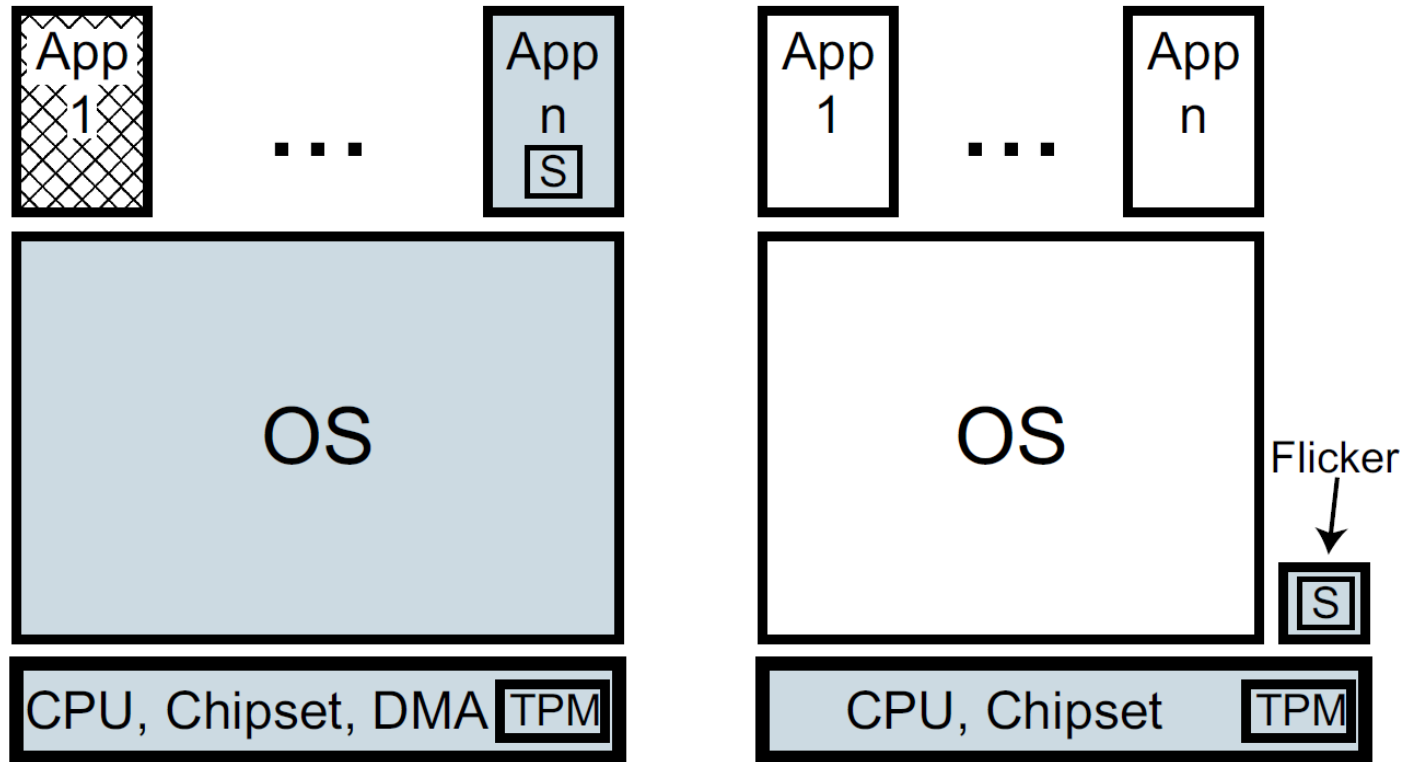 App
1
...
App
n
S
OS
CPU, Chipset, DMA
TPM
App
1
...
App
n
OS
Flicker
S
CPU, Chipset
TPM